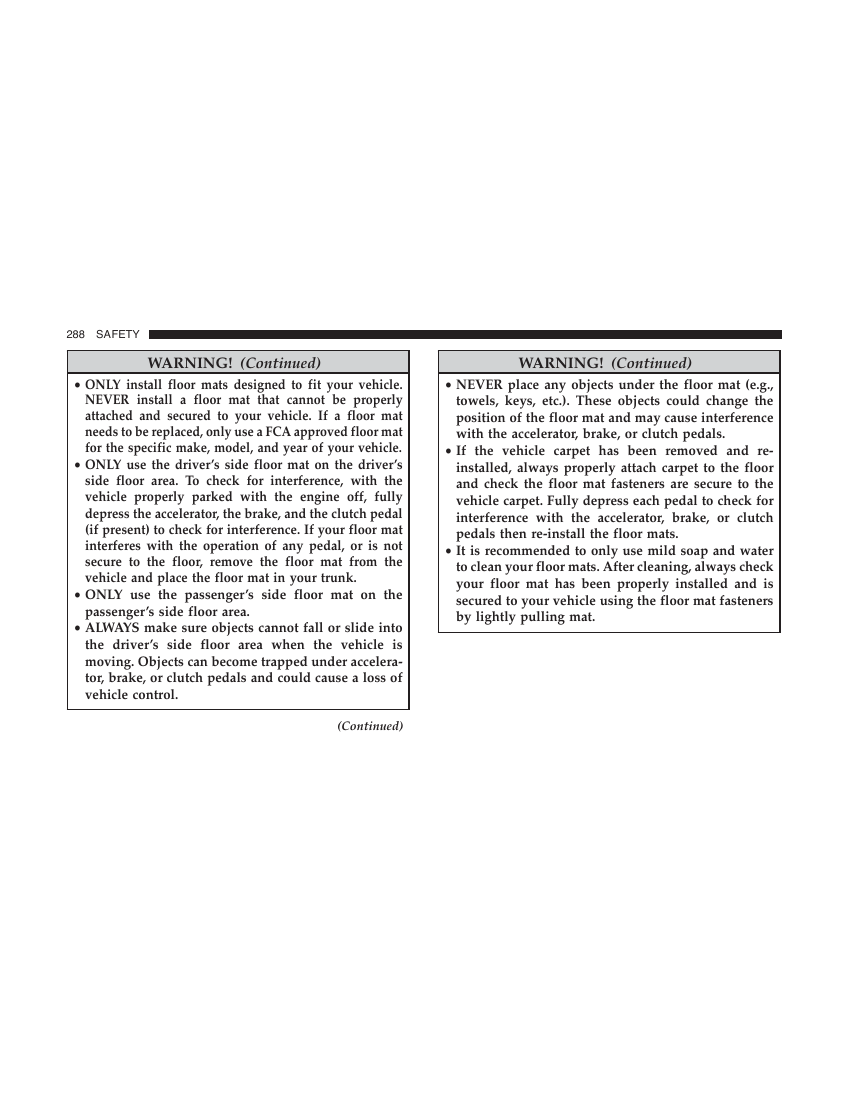 288 SAFETY
WARNING! (Continued)
• ONLY install floor mats designed to fit your vehicle.
NEVER install a floor mat that cannot be properly
attached and secured to your vehicle. If a floor mat
needs to be replaced, only use a FCA approved floor mat
for the specific make, model, and year of your vehicle.
• ONLY use the driver’s side floor mat on the driver’s
side floor area. To check for interference, with the
vehicle properly parked with the engine off, fully
depress the accelerator, the brake, and the clutch pedal
(if present) to check for interference. If your floor mat
interferes with the operation of any pedal, or is not
secure to the floor, remove the floor mat from the
vehicle and place the floor mat in your trunk.
• ONLY use the passenger’s side floor mat on the
passenger’s side floor area.
• ALWAYS make sure objects cannot fall or slide into
the driver’s side floor area when the vehicle is
moving. Objects can become trapped under accelera-
tor, brake, or clutch pedals and could cause a loss of
vehicle control.
(Continued)
WARNING! (Continued)
• NEVER place any objects under the floor mat (e.g.,
towels, keys, etc.). These objects could change the
position of the floor mat and may cause interference
with the accelerator, brake, or clutch pedals.
• If the vehicle carpet has been removed and re-
installed, always properly attach carpet to the floor
and check the floor mat fasteners are secure to the
vehicle carpet. Fully depress each pedal to check for
interference with the accelerator, brake, or clutch
pedals then re-install the floor mats.
• It is recommended to only use mild soap and water
to clean your floor mats. After cleaning, always check
your floor mat has been properly installed and is
secured to your vehicle using the floor mat fasteners
by lightly pulling mat.